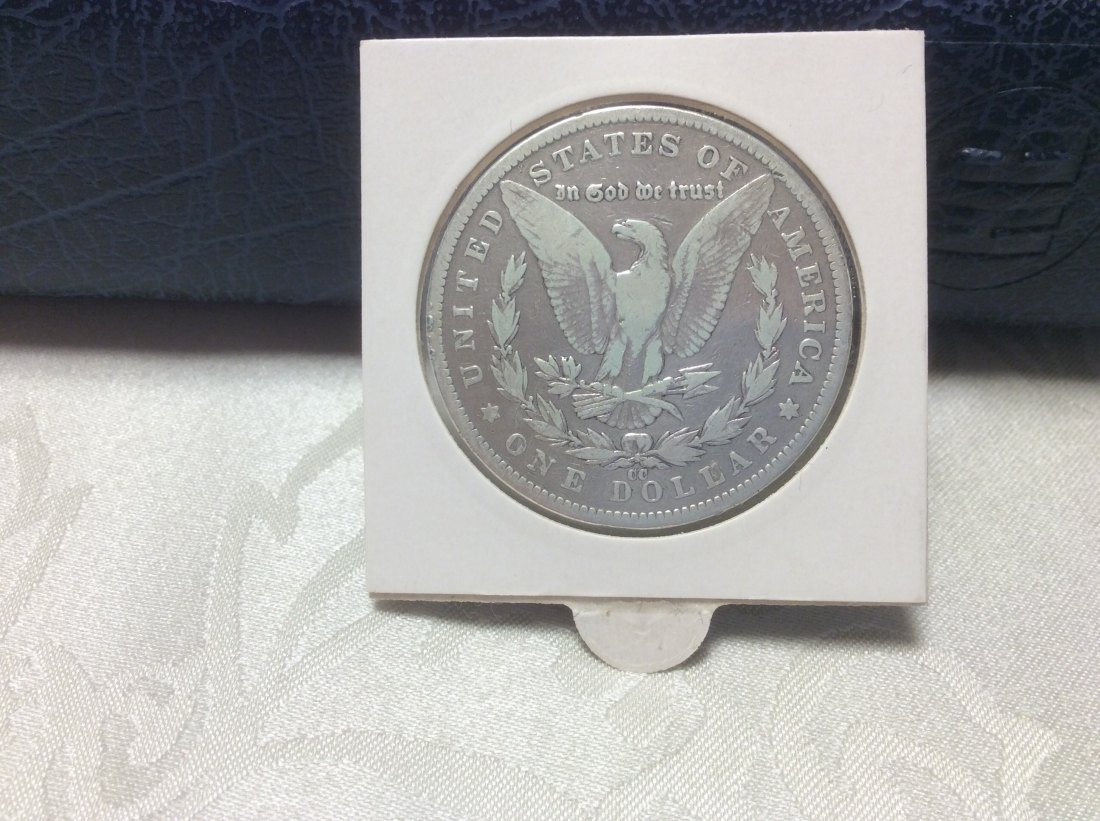 UNITED STATES OF AMERICA
In God we trust
CC
ONE DOLLAR